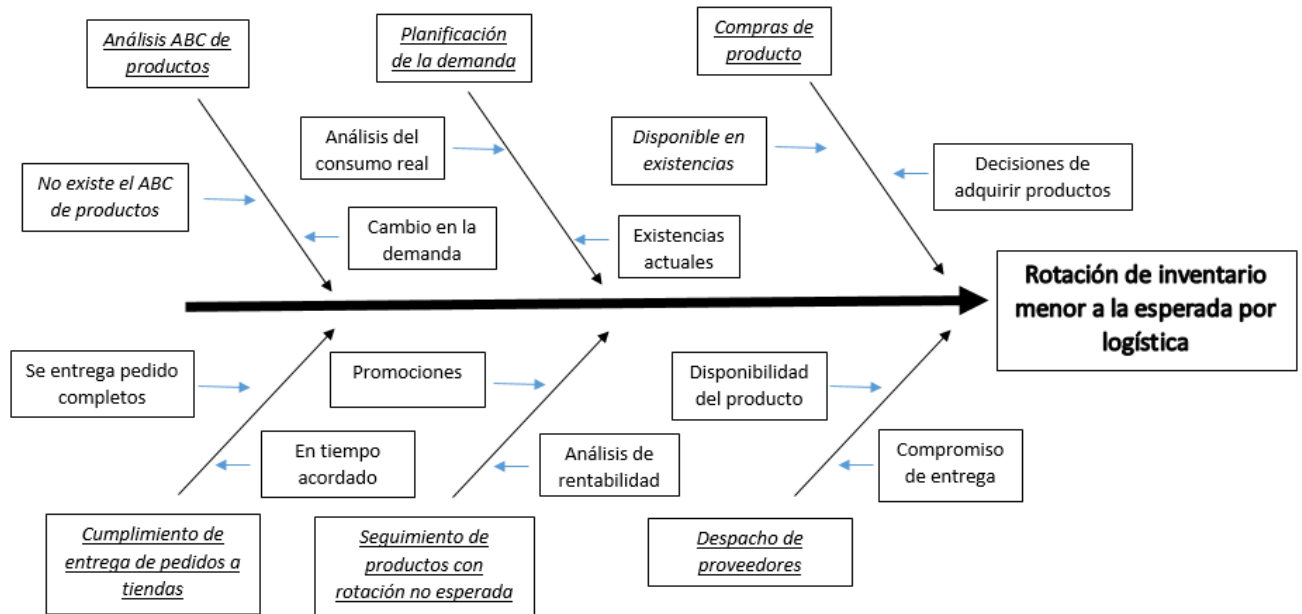 Análisis ABC de
productos
Planificación
de la demanda
Compras de
producto
Análisis del
consumo real
Disponible en
existencias
Decisiones de
adquirir productos
No existe el ABC
de productos
Cambio en la
demanda
Existencias
actuales
Rotación de inventario
menor a la esperada por
logística
Se entrega pedido
completos
Promociones
Disponibilidad
del producto
En tiempo
acordado
Análisis de
rentabilidad
Compromiso
de entrega
Cumplimiento de
entrega de pedidos a
tiendas
Seguimiento de
productos con
rotación no esperada
Despacho de
proveedores